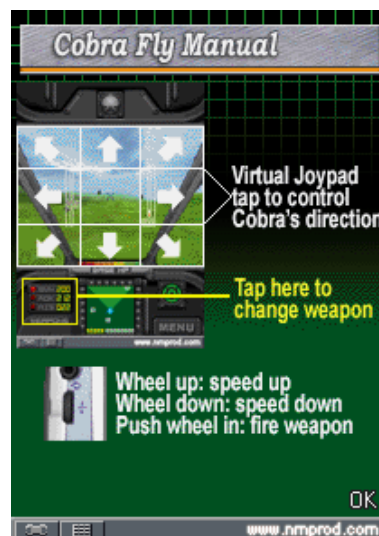 Cobra Fly Manual
Virtual Joypad
tap to control
Cobra's direction
Tap here to
change weapon
MENU
www.nmprod.com
Wheel up: speed up
Wheel down: speed down
Push wheel in: fire weapon
OK
www.nmprod.com